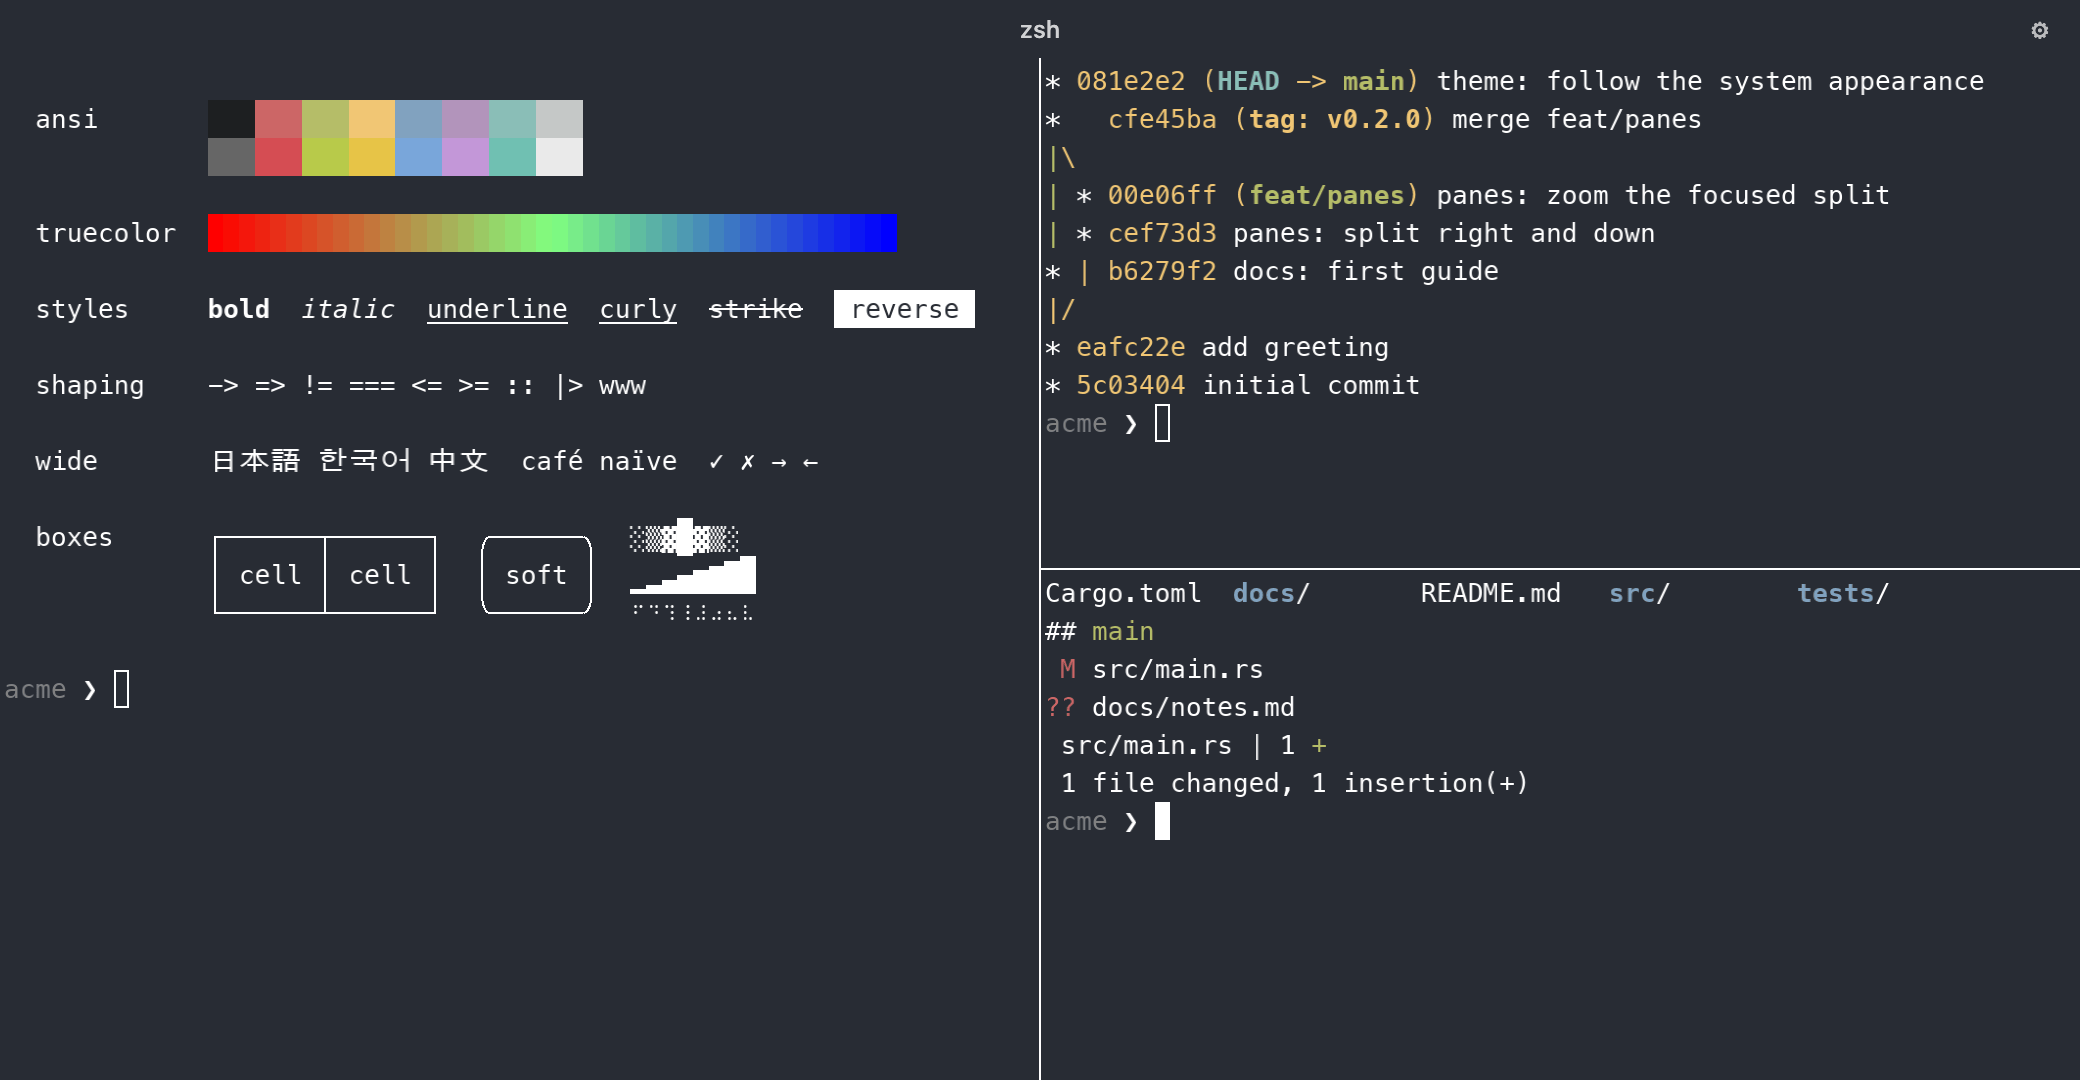 zsh
ansi
truecolor
styles bold italic underline curly strike reverse
shaping −> => != === <= >= :: |> www
wide 日本語 한국어 中文 café naïve ✓ ✗ → ←
boxes
cell cell soft
acme ❯
* 081e2e2 (HEAD −> main) theme: follow the system appearance
* cfe45ba (tag: v0.2.0) merge feat/panes
|\
| * 00e06ff (feat/panes) panes: zoom the focused split
| * cef73d3 panes: split right and down
* | b6279f2 docs: first guide
|/
* eafc22e add greeting
* 5c03404 initial commit
acme ❯
Cargo.toml docs/ README.md src/ tests/
## main
M src/main.rs
?? docs/notes.md
src/main.rs | 1 +
1 file changed, 1 insertion(+)
acme ❯